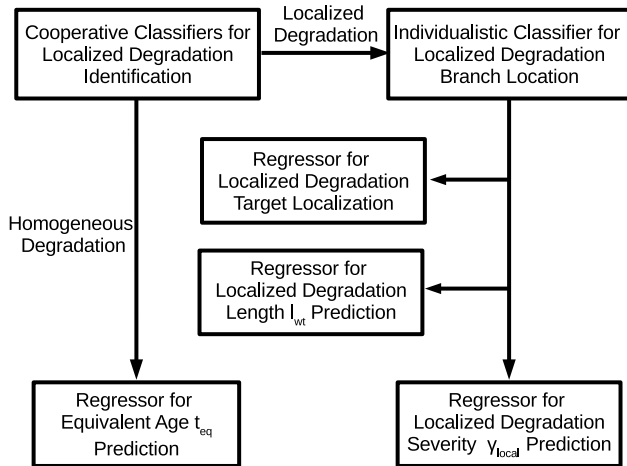 Cooperative Classifiers for
Localized Degradation
Identification
Localized
Degradation
Individualistic Classifier for
Localized Degradation
Branch Location
Regressor for
Localized Degradation
Target Localization
Homogeneous
Degradation
Regressor for
Localized Degradation
Length l_wt Prediction
Regressor for
Equivalent Age t_eq
Prediction
Regressor for
Localized Degradation
Severity γ_local Prediction